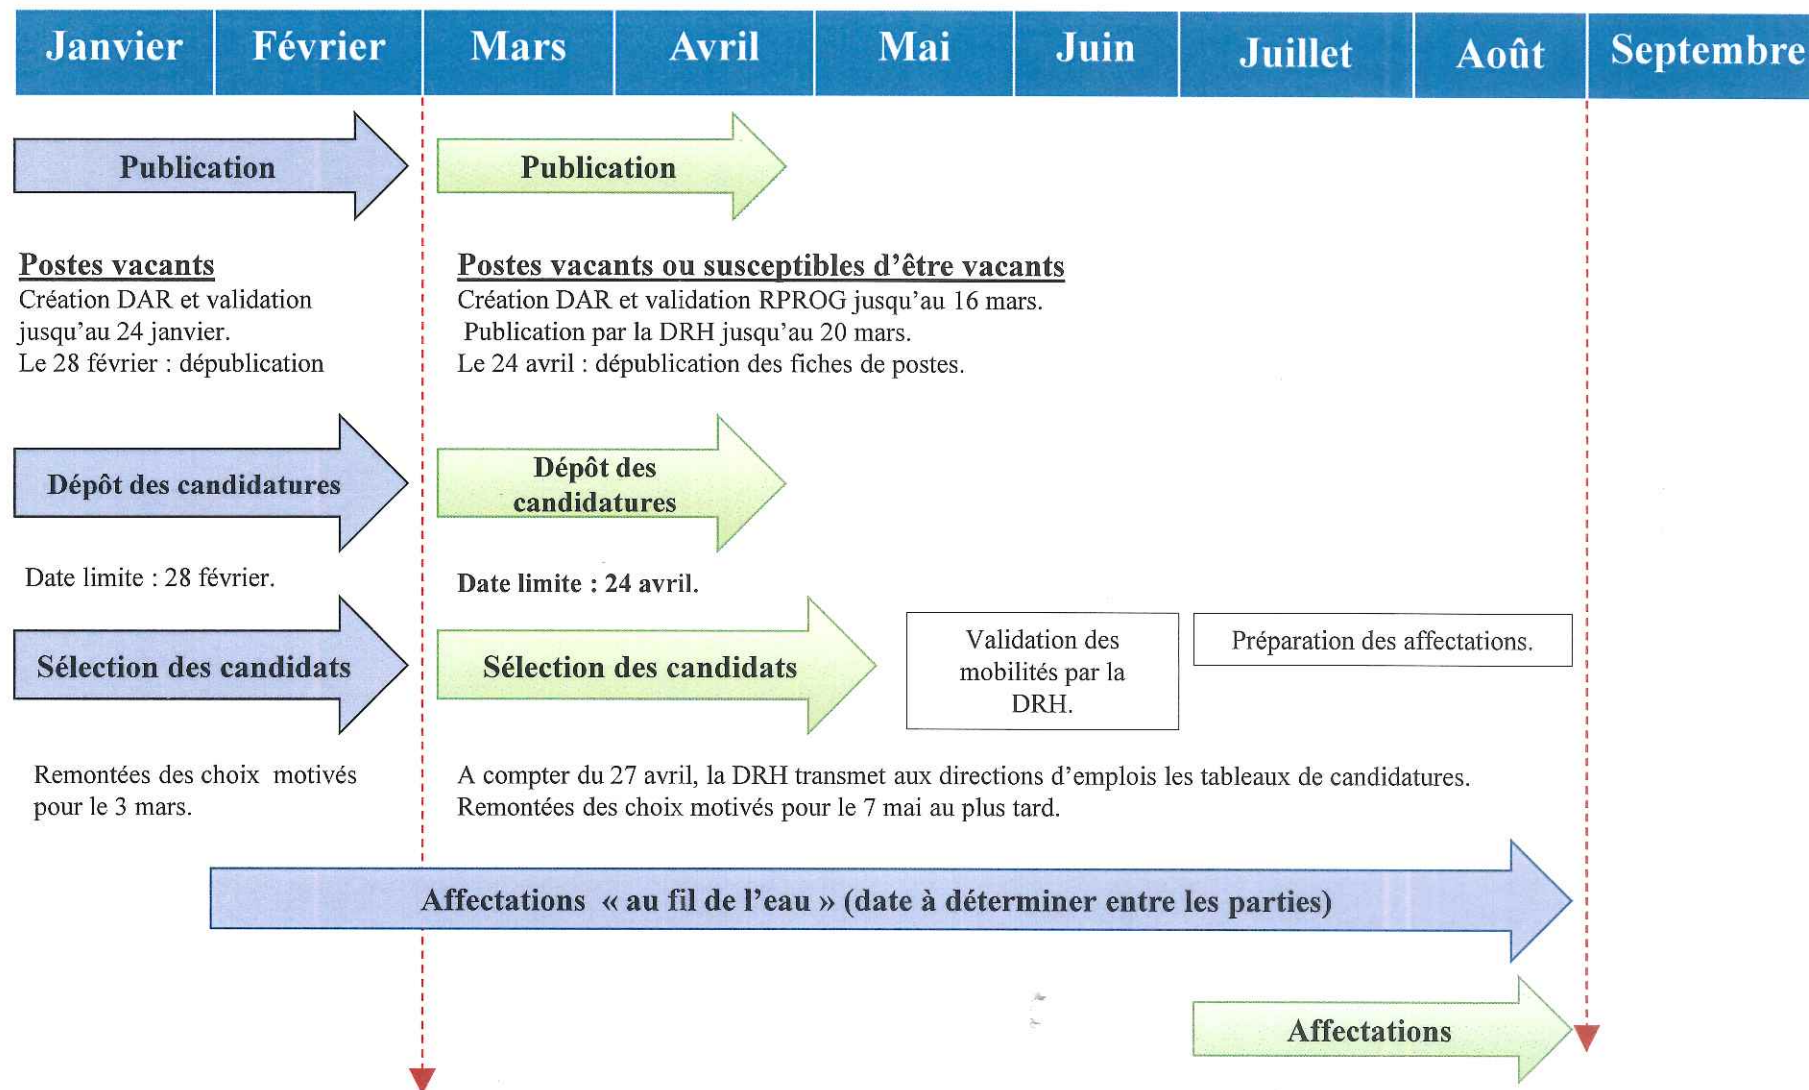 Janvier Février Mars Avril Mai Juin Juillet Août Septembre
Publication
Publication
Postes vacants
Création DAR et validation
jusqu'au 24 janvier.
Le 28 février : dépublication
Postes vacants ou susceptibles d'être vacants
Création DAR et validation RPROG jusqu'au 16 mars.
Publication par la DRH jusqu'au 20 mars.
Le 24 avril : dépublication des fiches de postes.
Dépôt des candidatures
Dépôt des
candidatures
Date limite : 28 février.
Date limite : 24 avril.
Sélection des candidats
Sélection des candidats
Validation des
mobilités par la
DRH.
Préparation des affectations.
Remontées des choix motivés
pour le 3 mars.
A compter du 27 avril, la DRH transmet aux directions d'emplois les tableaux de candidatures.
Remontées des choix motivés pour le 7 mai au plus tard.
Affectations « au fil de l'eau » (date à déterminer entre les parties)
Affectations